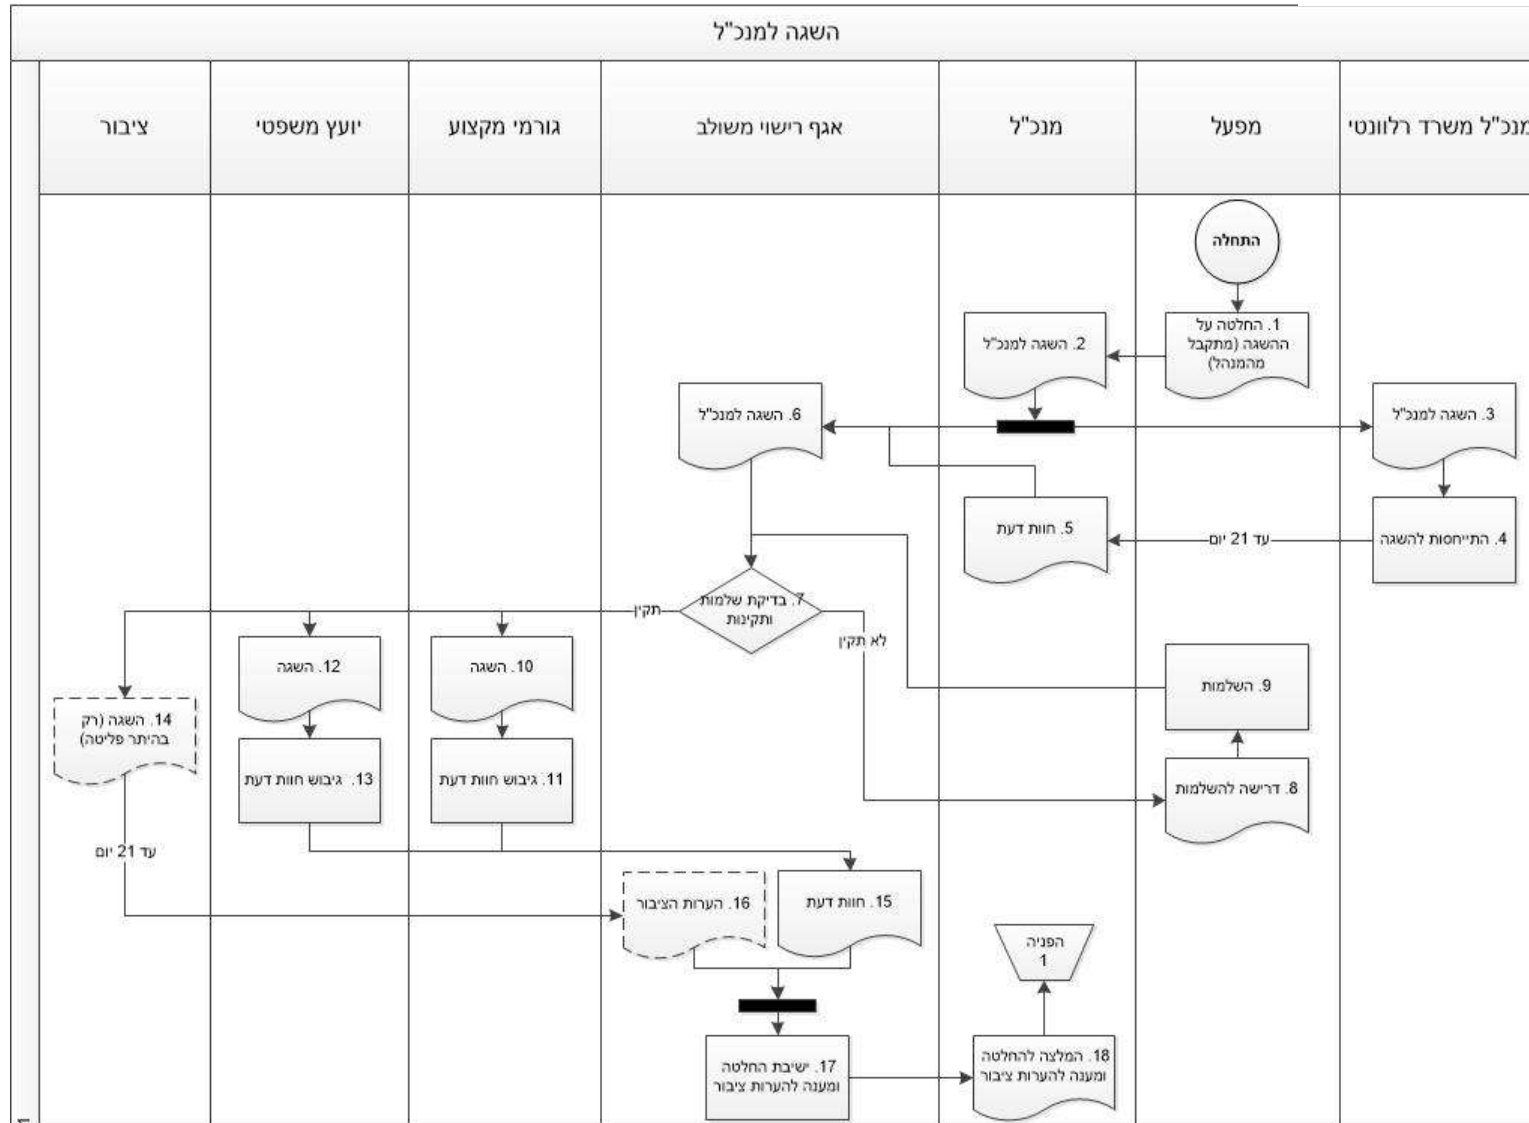 השגה למנכ"ל
מנכ"ל משרד רלוונטי
מפעל
מנכ"ל
אגף רישוי משולב
גורמי מקצוע
יועץ משפטי
ציבור
התחלה
1. החלטה על
ההשגה (מתקבל
מהמנהל)
2. השגה למנכ"ל
3. השגה למנכ"ל
6. השגה למנכ"ל
4. התייחסות להשגה
עד 21 יום
5. חוות דעת
7. בדיקת שלמות
ותקינות
תקין
לא תקין
9. השלמות
10. השגה
12. השגה
14. השגה (רק
בהיתר פליטה)
8. דרישה להשלמות
11. גיבוש חוות דעת
13. גיבוש חוות דעת
עד 21 יום
15. חוות דעת
16. הערות הציבור
הפניה
1
18. המלצה להחלטה
ומענה להערות ציבור
17. ישיבת החלטה
ומענה להערות ציבור